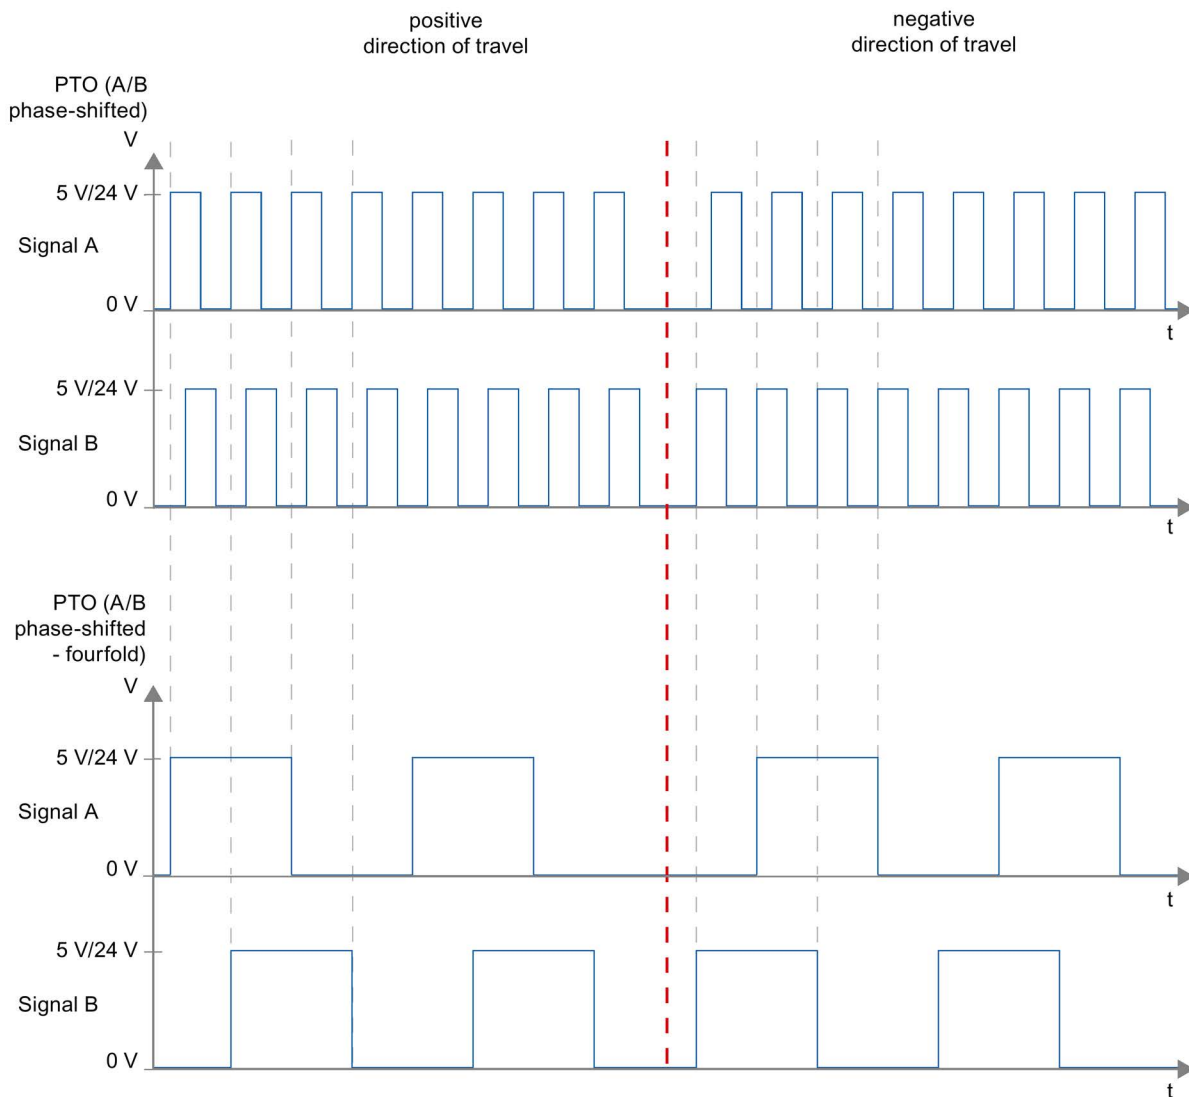 positive
direction of travel
negative
direction of travel
PTO (A/B
phase-shifted)
V
5 V/24 V
Signal A
0 V
t
5 V/24 V
Signal B
0 V
t
PTO (A/B
phase-shifted
- fourfold)
V
5 V/24 V
Signal A
0 V
t
5 V/24 V
Signal B
0 V
t